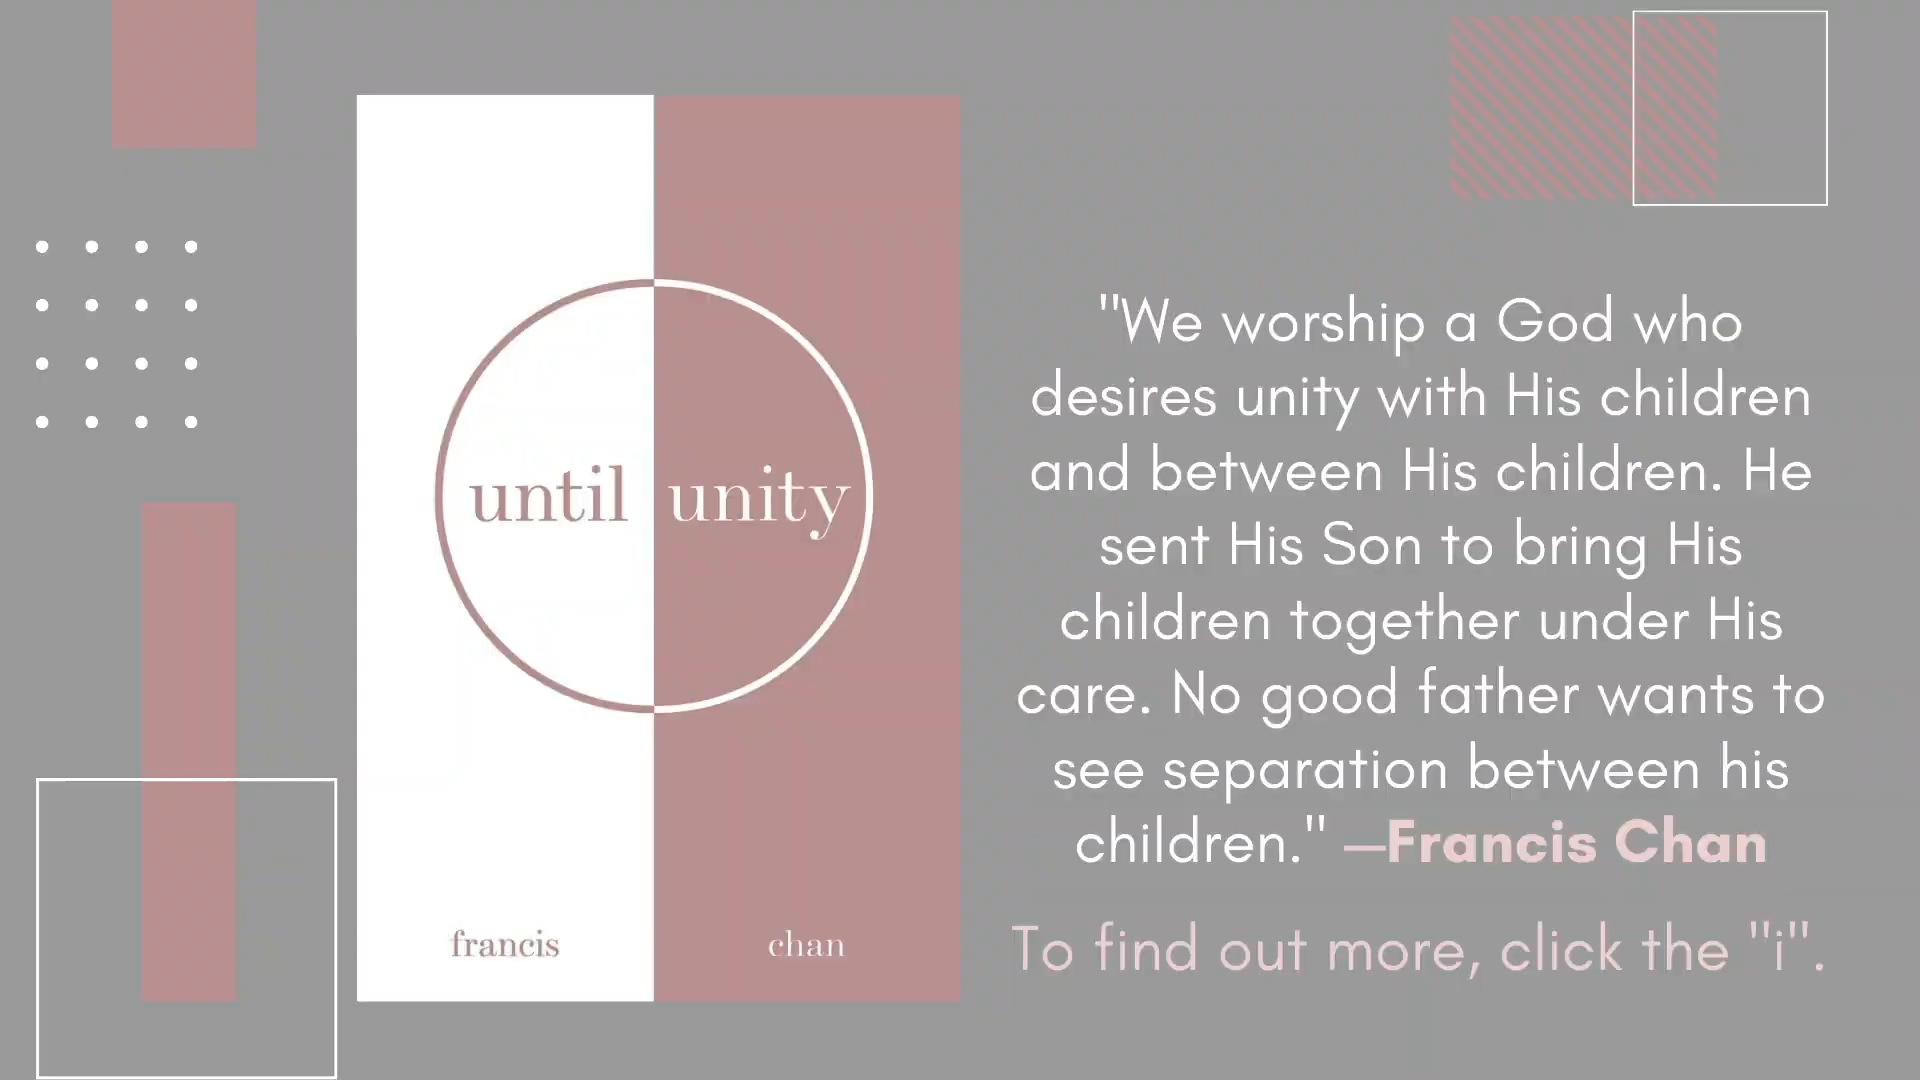 until unity
francis chan
"We worship a God who
desires unity with His children
and between His children. He
sent His Son to bring His
children together under His
care. No good father wants to
see separation between his
children." —Francis Chan
To find out more, click the "i".